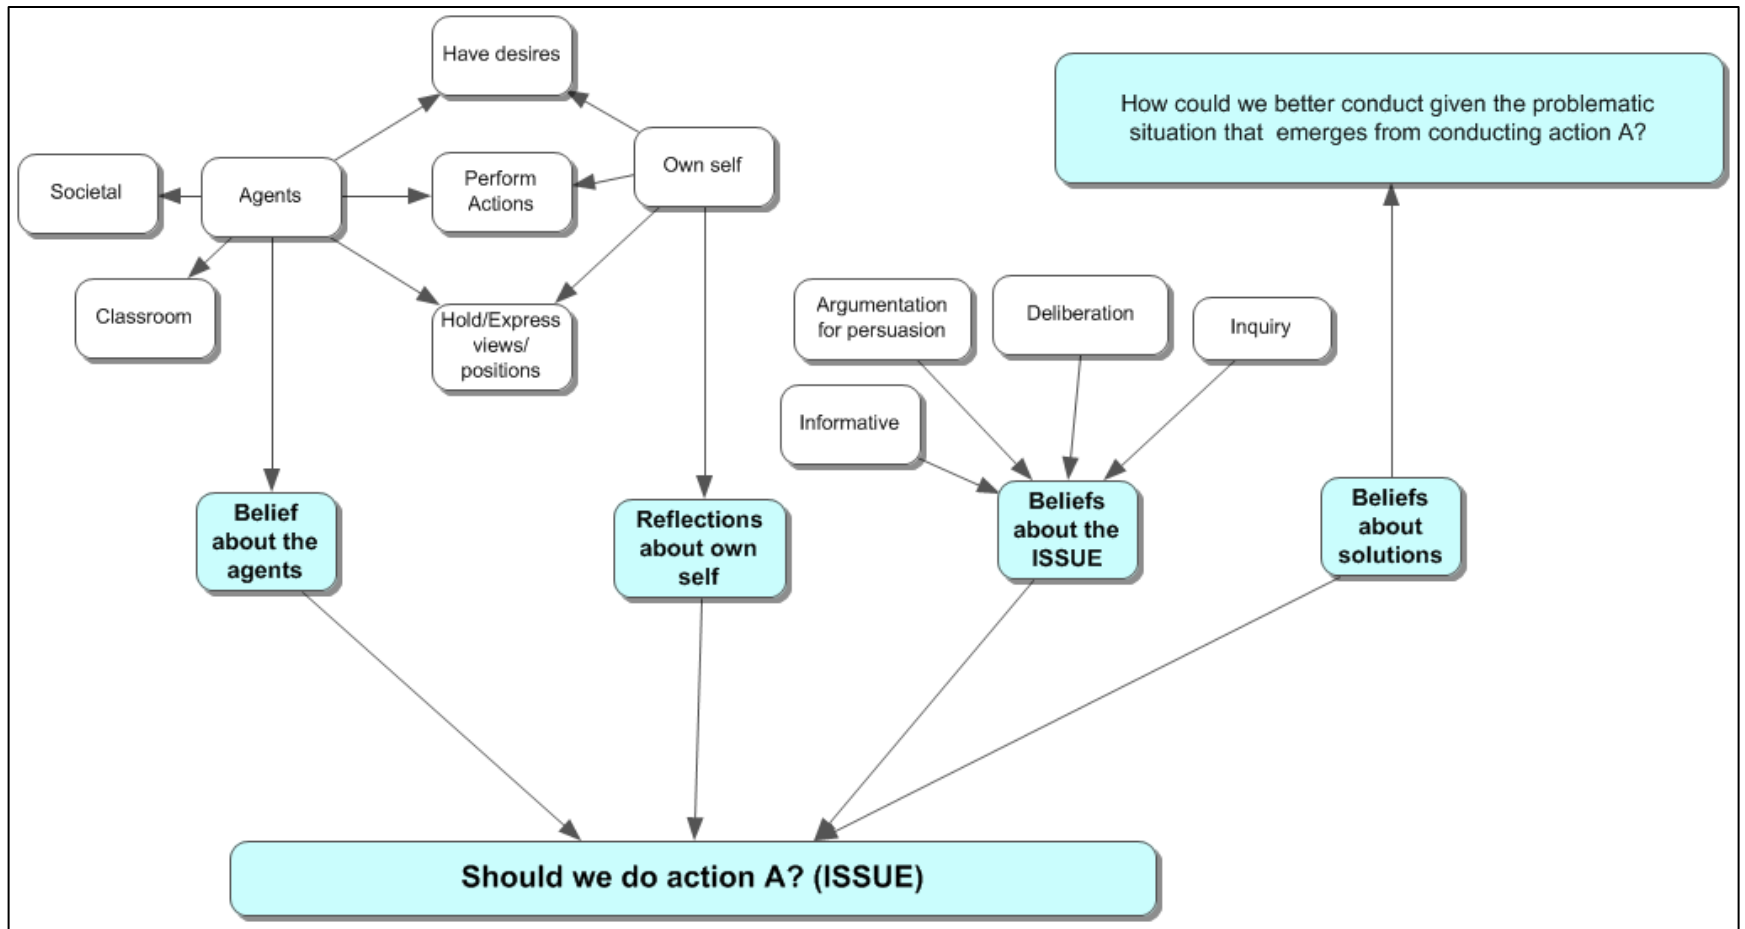 Have desires
How could we better conduct given the problematic
situation that  emerges from conducting action A?
Societal
Agents
Perform
Actions
Own self
Classroom
Hold/Express
views/
positions
Argumentation
for persuasion
Deliberation
Inquiry
Informative
Belief
about the
agents
Reflections
about own
self
Beliefs
about the
ISSUE
Beliefs
about
solutions
Should we do action A? (ISSUE)